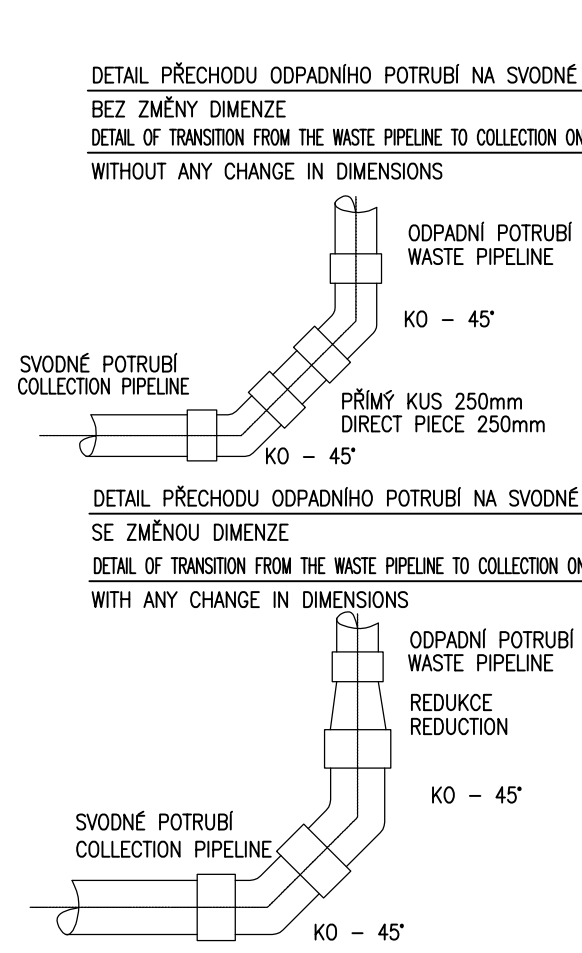 DETAIL PŘECHODU ODPADNÍHO POTRUBÍ NA SVODNÉ
BEZ ZMĚNY DIMENZE
DETAIL OF TRANSITION FROM THE WASTE PIPELINE TO COLLECTION ON
WITHOUT ANY CHANGE IN DIMENSIONS
ODPADNÍ POTRUBÍ
WASTE PIPELINE
KO – 45°
SVODNÉ POTRUBÍ
COLLECTION PIPELINE
PŘÍMÝ KUS 250mm
DIRECT PIECE 250mm
KO – 45°
DETAIL PŘECHODU ODPADNÍHO POTRUBÍ NA SVODNÉ
SE ZMĚNOU DIMENZE
DETAIL OF TRANSITION FROM THE WASTE PIPELINE TO COLLECTION ON
WITH ANY CHANGE IN DIMENSIONS
ODPADNÍ POTRUBÍ
WASTE PIPELINE
REDUKCE
REDUCTION
KO – 45°
SVODNÉ POTRUBÍ
COLLECTION PIPELINE
KO – 45°